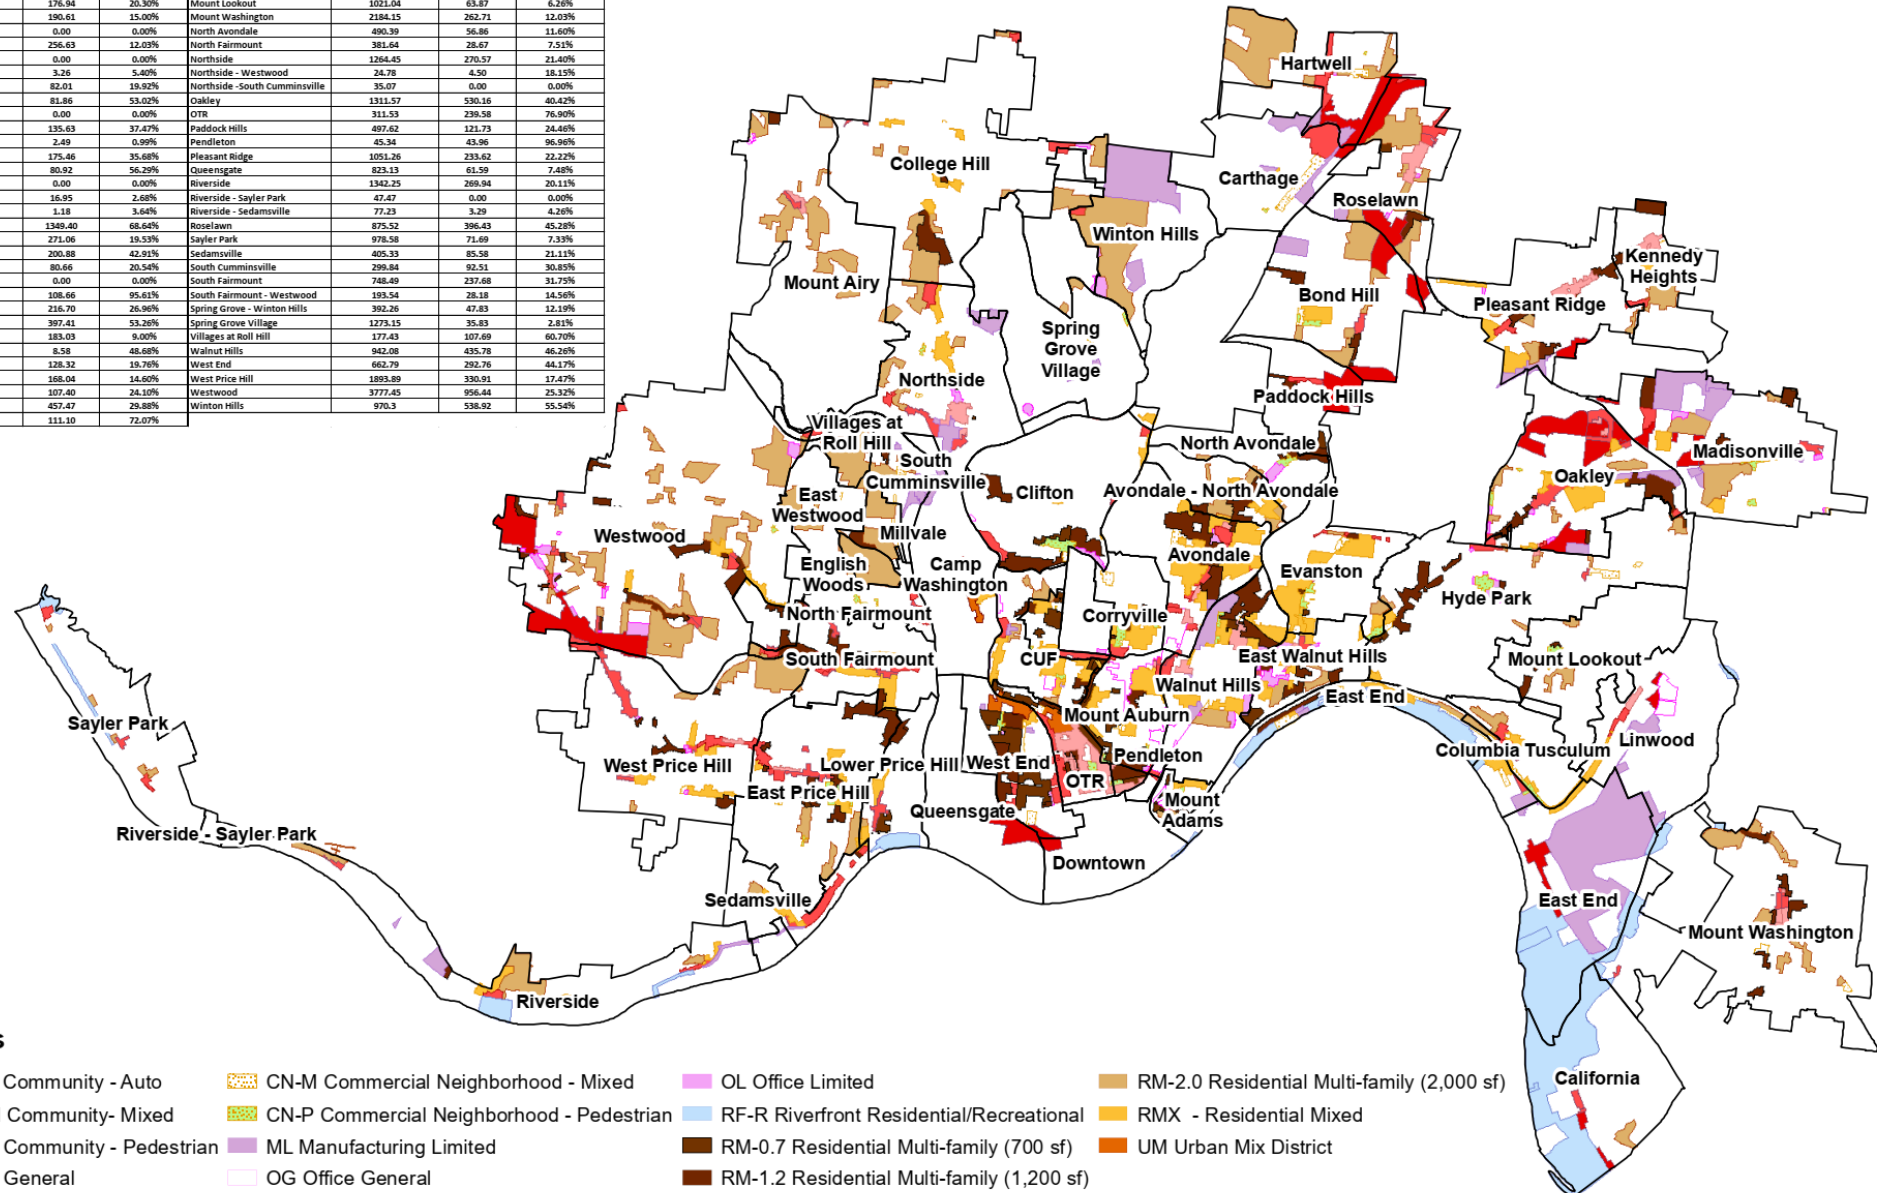 176.94 20.30% Mount Lookout 1021.04 63.87 6.26%
190.61 15.00% Mount Washington 2184.15 262.71 12.03%
0.00 0.00% North Avondale 490.39 56.86 11.60%
256.63 12.03% North Fairmount 381.64 28.67 7.51%
0.00 0.00% Northside 1264.45 270.57 21.40%
3.26 5.40% Northside - Westwood 24.78 4.50 18.15%
82.01 19.92% Northside -South Cumminsville 35.07 0.00 0.00%
81.86 53.02% Oakley 1311.57 530.16 40.42%
0.00 0.00% OTR 311.53 239.58 76.90%
135.63 37.47% Paddock Hills 497.62 121.73 24.46%
2.49 0.99% Pendleton 45.34 43.96 96.96%
175.46 35.68% Pleasant Ridge 1051.26 233.62 22.22%
80.92 56.29% Queensgate 823.13 61.59 7.48%
0.00 0.00% Riverside 1342.25 269.94 20.11%
16.95 2.68% Riverside - Sayler Park 47.47 0.00 0.00%
1.18 3.64% Riverside - Sedamsville 77.23 3.29 4.26%
1349.40 68.64% Roselawn 875.52 396.43 45.28%
271.06 19.53% Sayler Park 978.58 71.69 7.33%
200.88 42.91% Sedamsville 405.33 85.58 21.11%
80.66 20.54% South Cumminsville 299.84 92.51 30.85%
0.00 0.00% South Fairmount 748.49 237.68 31.75%
108.66 95.61% South Fairmount - Westwood 193.54 28.18 14.56%
216.70 26.96% Spring Grove - Winton Hills 392.26 47.83 12.19%
397.41 53.26% Spring Grove Village 1273.15 35.83 2.81%
183.03 9.00% Villages at Roll Hill 177.43 107.69 60.70%
8.58 48.68% Walnut Hills 942.08 435.78 46.26%
128.32 19.76% West End 662.79 292.76 44.17%
168.04 14.60% West Price Hill 1893.89 330.91 17.47%
107.40 24.10% Westwood 3777.45 956.44 25.32%
457.47 29.88% Winton Hills 970.3 538.92 55.54%
111.10 72.07%
Hartwell
College Hill
Carthage
Roselawn
Winton Hills
Kennedy
Heights
Mount Airy
Bond Hill
Pleasant Ridge
Spring
Grove
Village
Northside
Paddock Hills
Villages at
Roll Hill
North Avondale
South
Cumminsville
Madisonville
Oakley
East
Westwood
Clifton
Avondale - North Avondale
Westwood
Millvale
Avondale
English
Woods
Camp
Washington
Evanston
Hyde Park
North Fairmount
Corryville
South Fairmount
CUF
East Walnut Hills
Mount Lookout
Walnut Hills
East End
Sayler Park
Mount Auburn
Columbia Tusculum
Linwood
West Price Hill
Lower Price Hill
West End
Pendleton
OTR
East Price Hill
Queensgate
Mount
Adams
Riverside - Sayler Park
Downtown
Sedamsville
East End
Mount Washington
Riverside
California
s
Community - Auto
Community- Mixed
Community - Pedestrian
General
CN-M Commercial Neighborhood - Mixed
CN-P Commercial Neighborhood - Pedestrian
ML Manufacturing Limited
OG Office General
OL Office Limited
RF-R Riverfront Residential/Recreational
RM-0.7 Residential Multi-family (700 sf)
RM-1.2 Residential Multi-family (1,200 sf)
RM-2.0 Residential Multi-family (2,000 sf)
RMX - Residential Mixed
UM Urban Mix District